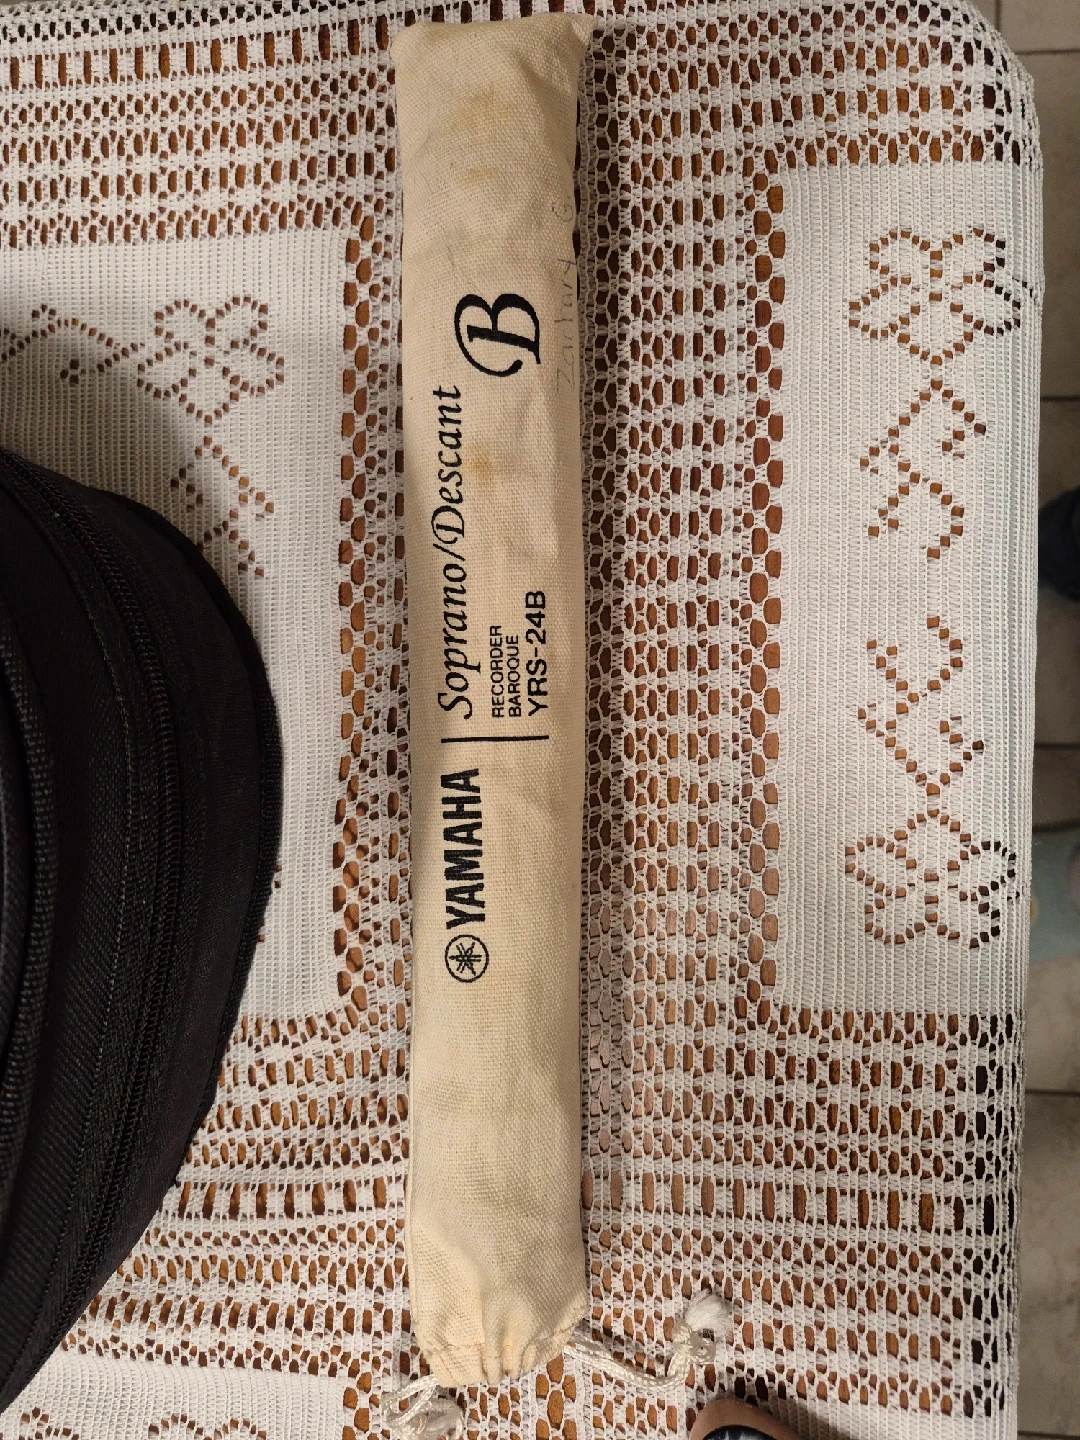 YAMAHA
Soprano/Descant
RECORDER
BAROQUE
YRS-24B
B